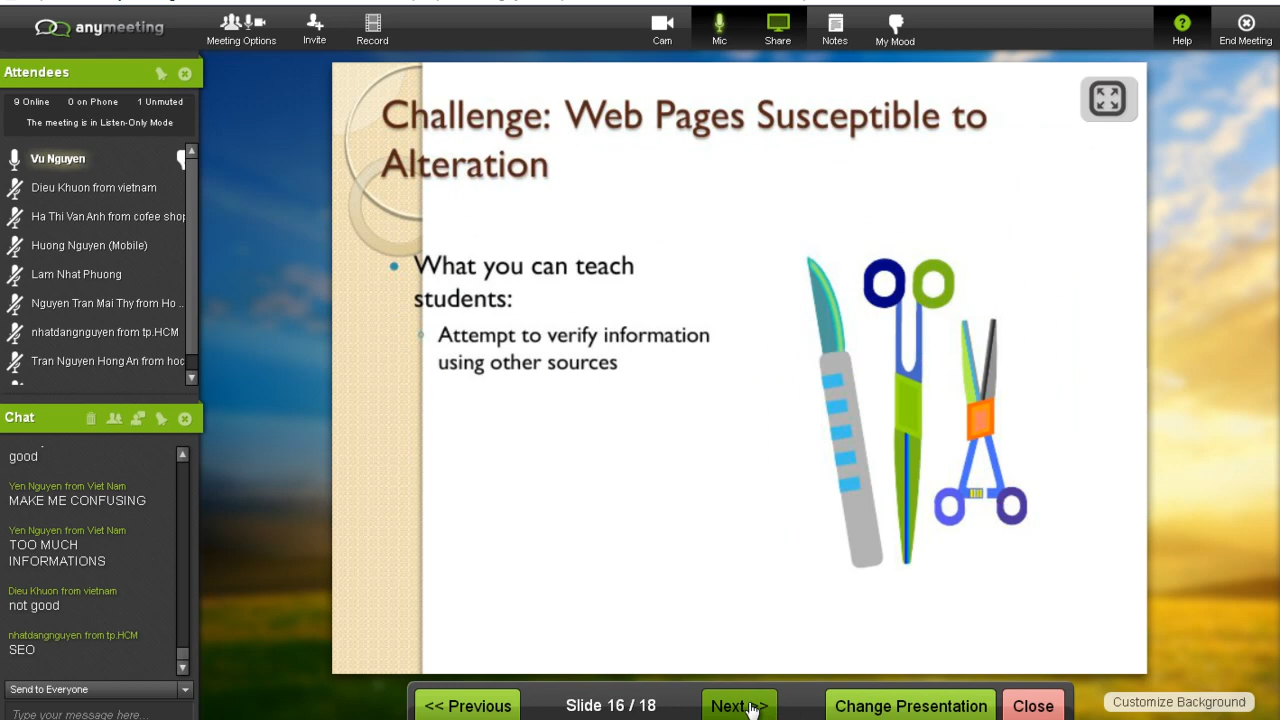 anymeeting
Meeting Options
Invite
Record
Cam
Mic
Share
Notes
My Mood
Help
End Meeting
Attendees
9 Online 0 on Phone 1 Unmuted
The meeting is in Listen-Only Mode
Vu Nguyen
Dieu Khuon from vietnam
Ha Thi Van Anh from cofee shop
Huong Nguyen (Mobile)
Lam Nhat Phuong
Nguyen Tran Mai Thy from Ho ..
nhatdangnguyen from tp.HCM
Tran Nguyen Hong An from hoc
Chat
good
Yen Nguyen from Viet Nam
MAKE ME CONFUSING
Yen Nguyen from Viet Nam
TOO MUCH
INFORMATIONS
Dieu Khuon from vietnam
not good
nhatdangnguyen from tp.HCM
SEO
Send to Everyone
Type your message here...
Challenge: Web Pages Susceptible to
Alteration
What you can teach
students:
Attempt to verify information
using other sources
<< Previous
Slide 16 / 18
Next >>
Change Presentation
Close
Customize Background